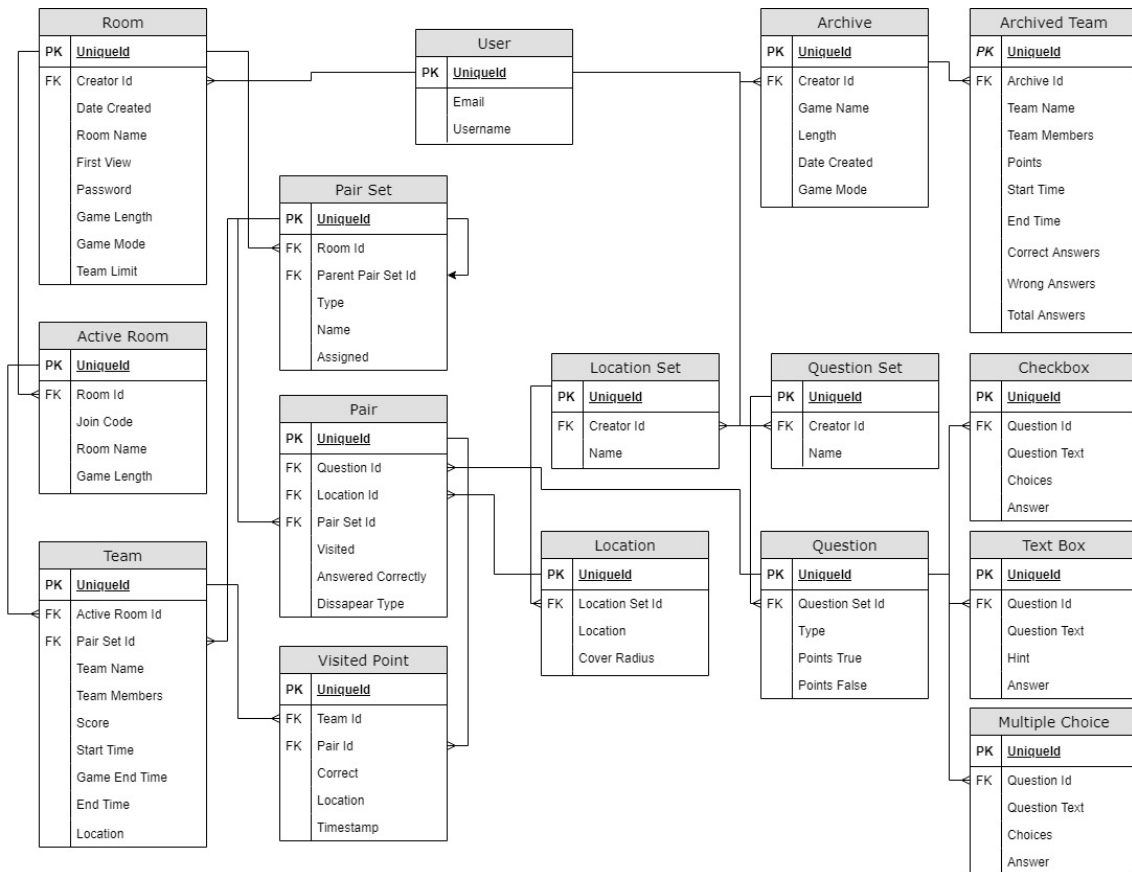 Room
PK UniqueId
FK Creator Id
Date Created
Room Name
First View
Password
Game Length
Game Mode
Team Limit
User
PK UniqueId
Email
Username
Archive
PK UniqueId
FK Creator Id
Game Name
Length
Date Created
Game Mode
Archived Team
PK UniqueId
FK Archive Id
Team Name
Team Members
Points
Start Time
End Time
Correct Answers
Wrong Answers
Total Answers
Pair Set
PK UniqueId
FK Room Id
FK Parent Pair Set Id
Type
Name
Assigned
Active Room
PK UniqueId
FK Room Id
Join Code
Room Name
Game Length
Pair
PK UniqueId
FK Question Id
FK Location Id
FK Pair Set Id
Visited
Answered Correctly
Dissapear Type
Location Set
PK UniqueId
FK Creator Id
Name
Question Set
PK UniqueId
FK Creator Id
Name
Checkbox
PK UniqueId
FK Question Id
Question Text
Choices
Answer
Team
PK UniqueId
FK Active Room Id
FK Pair Set Id
Team Name
Team Members
Score
Start Time
Game End Time
End Time
Location
Visited Point
PK UniqueId
FK Team Id
FK Pair Id
Correct
Location
Timestamp
Location
PK UniqueId
FK Location Set Id
Location
Cover Radius
Question
PK UniqueId
FK Question Set Id
Type
Points True
Points False
Text Box
PK UniqueId
FK Question Id
Question Text
Hint
Answer
Multiple Choice
PK UniqueId
FK Question Id
Question Text
Choices
Answer